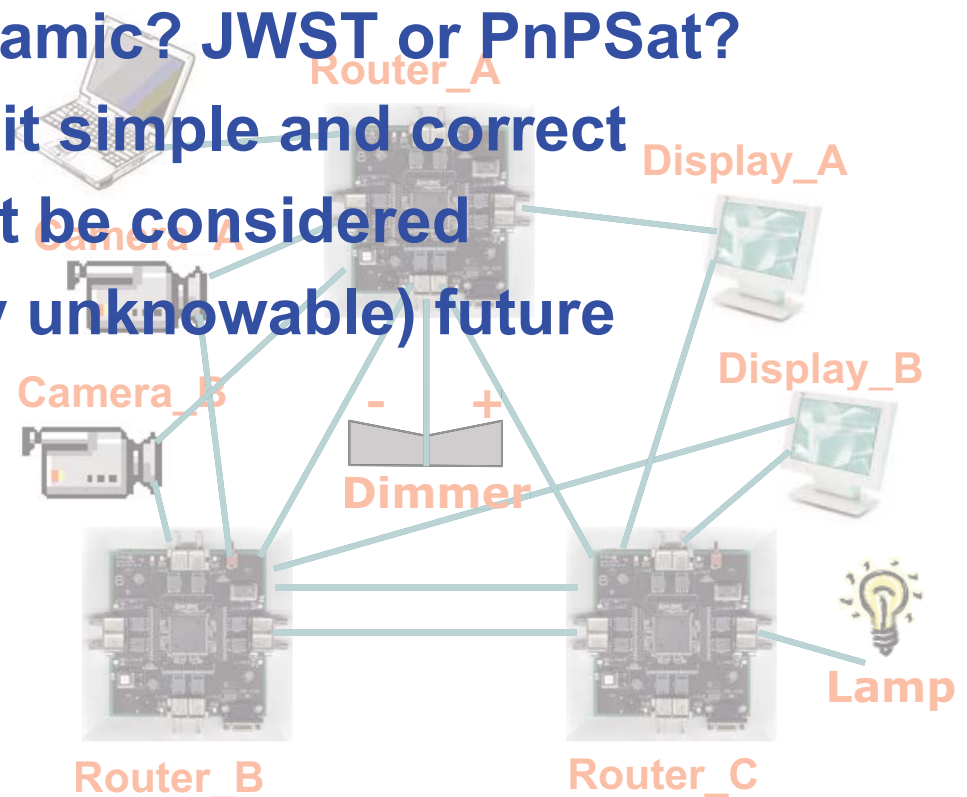 amic? JWST or PnPSat?
Router_A
it simple and correct
Display_A
t be considered
Camera_A
y unknowable) future
Display_B
Camera_B
- +
Dimmer
Lamp
Router_B
Router_C